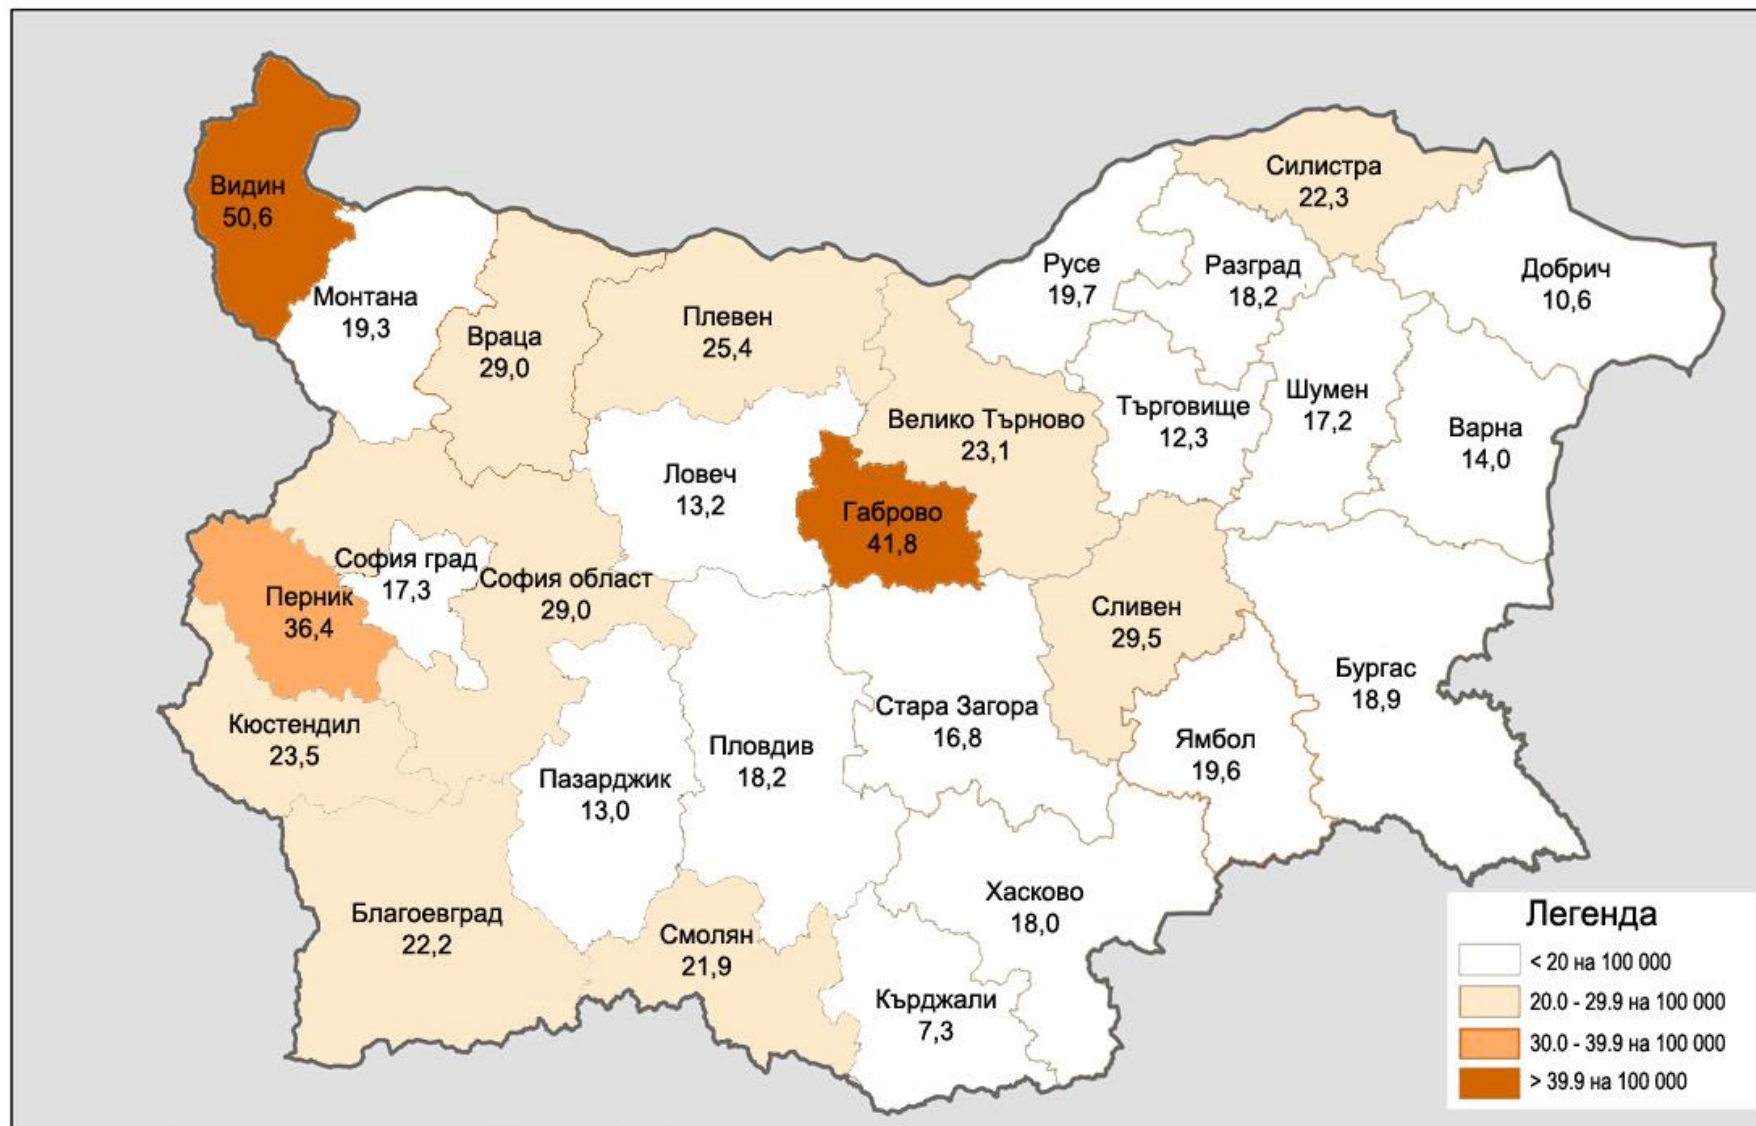 Видин
50,6
Монтана
19,3
Враца
29,0
Плевен
25,4
Велико Търново
23,1
Русе
19,7
Силистра
22,3
Разград
18,2
Добрич
10,6
Търговище
12,3
Шумен
17,2
Варна
14,0
Ловеч
13,2
Габрово
41,8
София град
17,3
София област
29,0
Перник
36,4
Кюстендил
23,5
Сливен
29,5
Бургас
18,9
Стара Загора
16,8
Ямбол
19,6
Пловдив
18,2
Пазарджик
13,0
Благоевград
22,2
Смолян
21,9
Хасково
18,0
Кърджали
7,3
Легенда
< 20 на 100 000
20.0 - 29.9 на 100 000
30.0 - 39.9 на 100 000
> 39.9 на 100 000